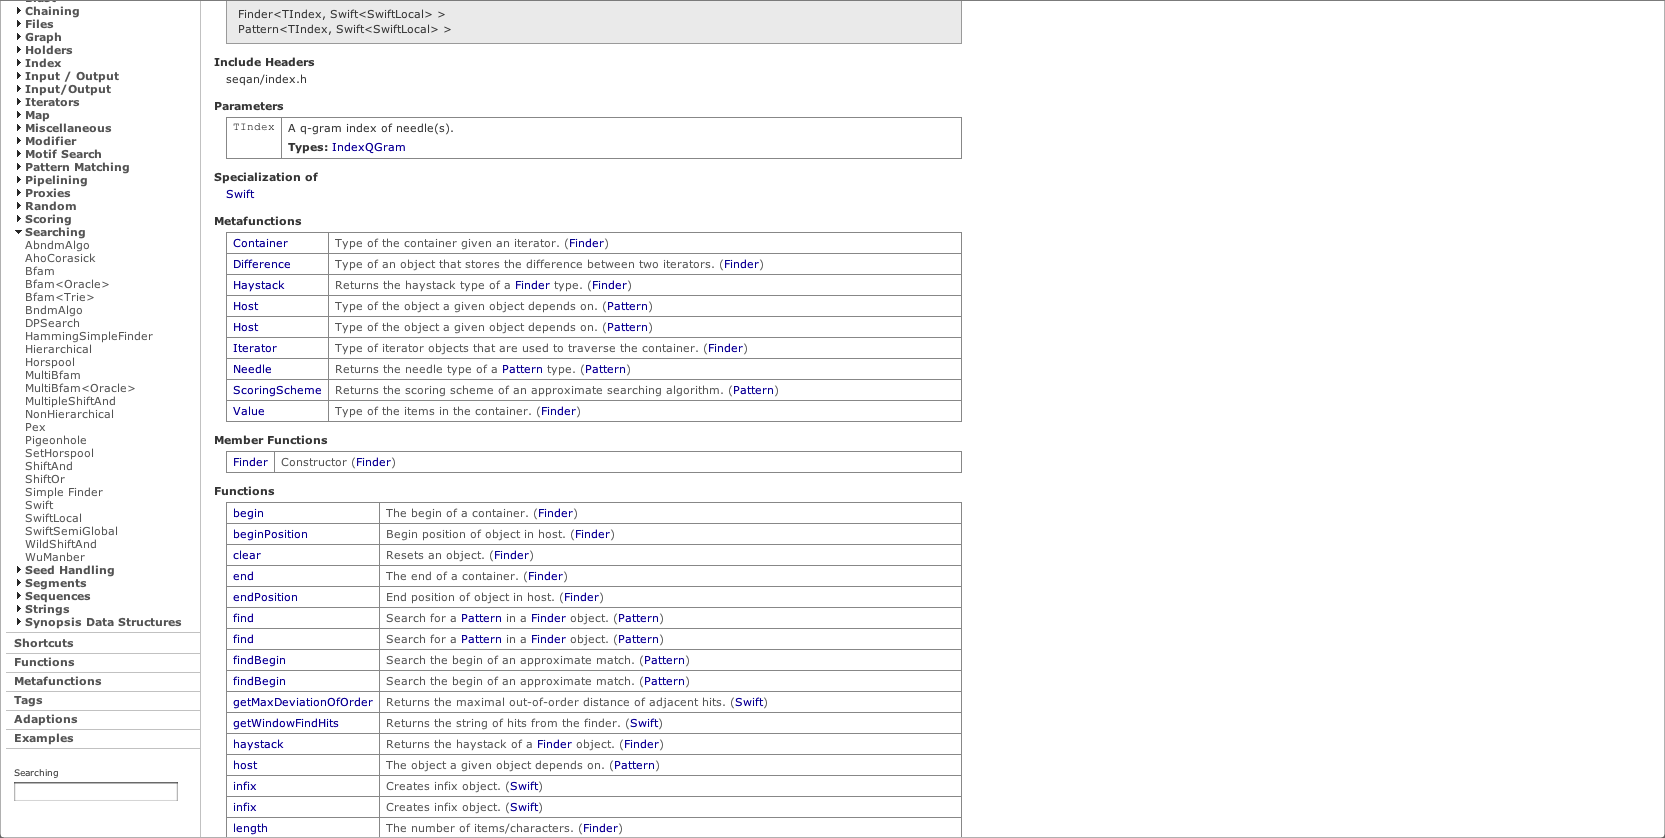 Chaining
Files
Graph
Holders
Index
Input / Output
Input/Output
Iterators
Map
Miscellaneous
Modifier
Motif Search
Pattern Matching
Pipelining
Proxies
Random
Scoring
Searching
AbndmAlgo
AhoCorasick
Bfam
Bfam<Oracle>
Bfam<Trie>
BndmAlgo
DPSearch
HammingSimpleFinder
Hierarchical
Horspool
MultiBfam
MultiBfam<Oracle>
MultipleShiftAnd
NonHierarchical
Pex
Pigeonhole
SetHorspool
ShiftAnd
ShiftOr
Simple Finder
Swift
SwiftLocal
SwiftSemiGlobal
WildShiftAnd
WuManber
Seed Handling
Segments
Sequences
Strings
Synopsis Data Structures
Shortcuts
Functions
Metafunctions
Tags
Adaptions
Examples
Searching
Finder<TIndex, Swift<SwiftLocal> >
Pattern<TIndex, Swift<SwiftLocal> >
Include Headers
seqan/index.h
Parameters
TIndex A q-gram index of needle(s).
Types: IndexQGram
Specialization of
Swift
Metafunctions
Container Type of the container given an iterator. (Finder)
Difference Type of an object that stores the difference between two iterators. (Finder)
Haystack Returns the haystack type of a Finder type. (Finder)
Host Type of the object a given object depends on. (Pattern)
Host Type of the object a given object depends on. (Pattern)
Iterator Type of iterator objects that are used to traverse the container. (Finder)
Needle Returns the needle type of a Pattern type. (Pattern)
ScoringScheme Returns the scoring scheme of an approximate searching algorithm. (Pattern)
Value Type of the items in the container. (Finder)
Member Functions
Finder Constructor (Finder)
Functions
begin The begin of a container. (Finder)
beginPosition Begin position of object in host. (Finder)
clear Resets an object. (Finder)
end The end of a container. (Finder)
endPosition End position of object in host. (Finder)
find Search for a Pattern in a Finder object. (Pattern)
find Search for a Pattern in a Finder object. (Pattern)
findBegin Search the begin of an approximate match. (Pattern)
findBegin Search the begin of an approximate match. (Pattern)
getMaxDeviationOfOrder Returns the maximal out-of-order distance of adjacent hits. (Swift)
getWindowFindHits Returns the string of hits from the finder. (Swift)
haystack Returns the haystack of a Finder object. (Finder)
host The object a given object depends on. (Pattern)
infix Creates infix object. (Swift)
infix Creates infix object. (Swift)
length The number of items/characters. (Finder)